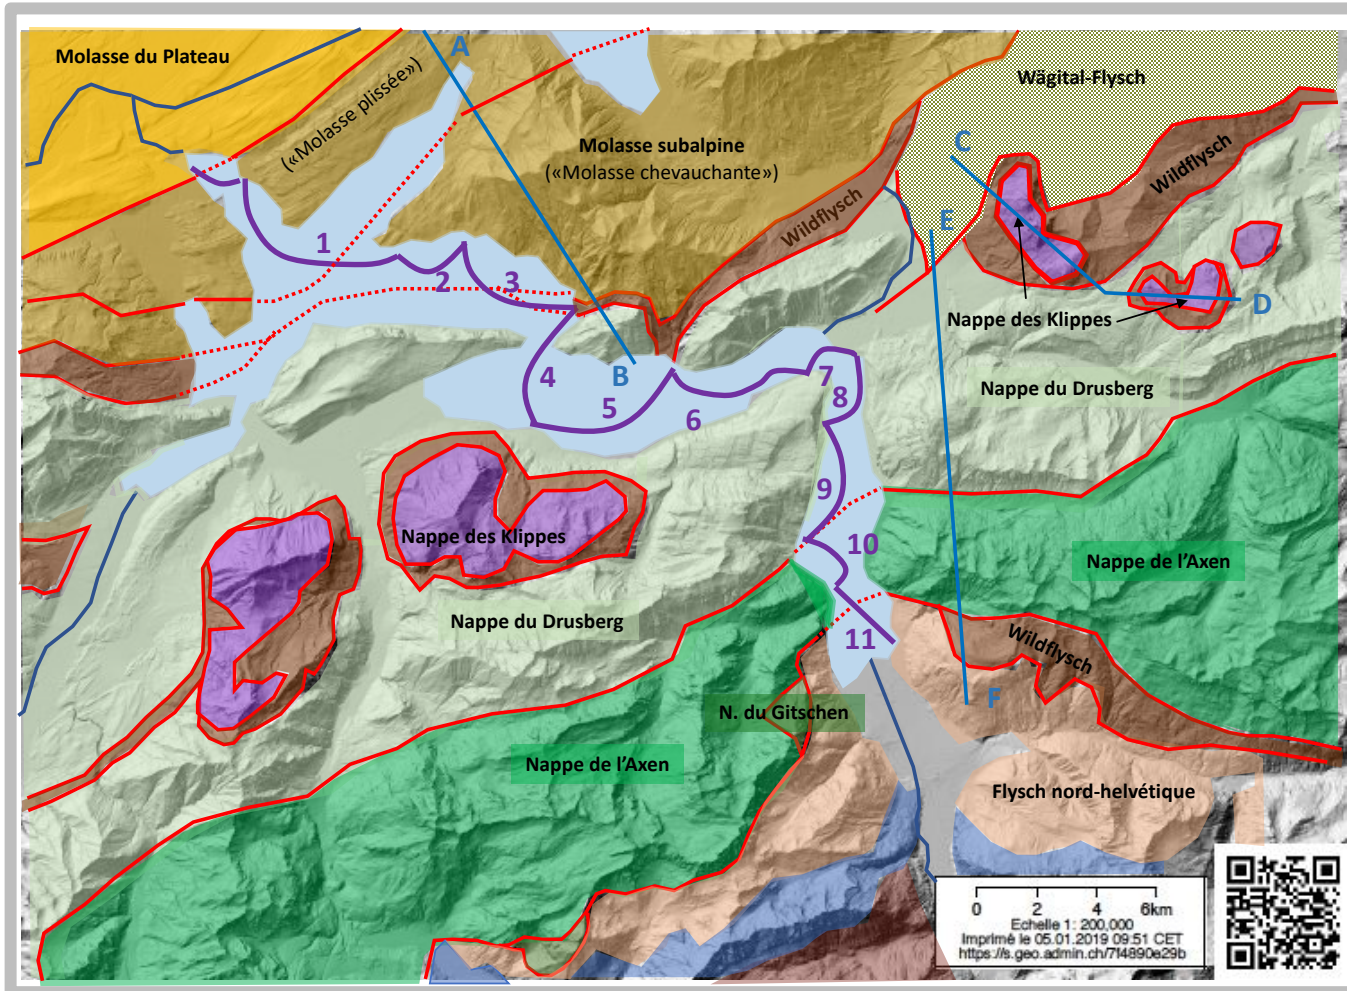 Molasse du Plateau
A
(«Molasse plissée»)
Wägital-Flysch
Molasse subalpine
(«Molasse chevauchante»)
C
Wildflysch
Wildflysch
E
1
2
3
Nappe des Klippes
D
4
B
5
6
7
8
Nappe du Drusberg
9
10
Nappe des Klippes
Nappe de l'Axen
Nappe du Drusberg
11
Wildflysch
F
N. du Gitschen
Nappe de l'Axen
Flysch nord-helvétique
0 2 4 6km
Echelle 1: 200,000
Imprimé le 05.01.2019 09:51 CET
https://s.geo.admin.ch/7f4890e29b